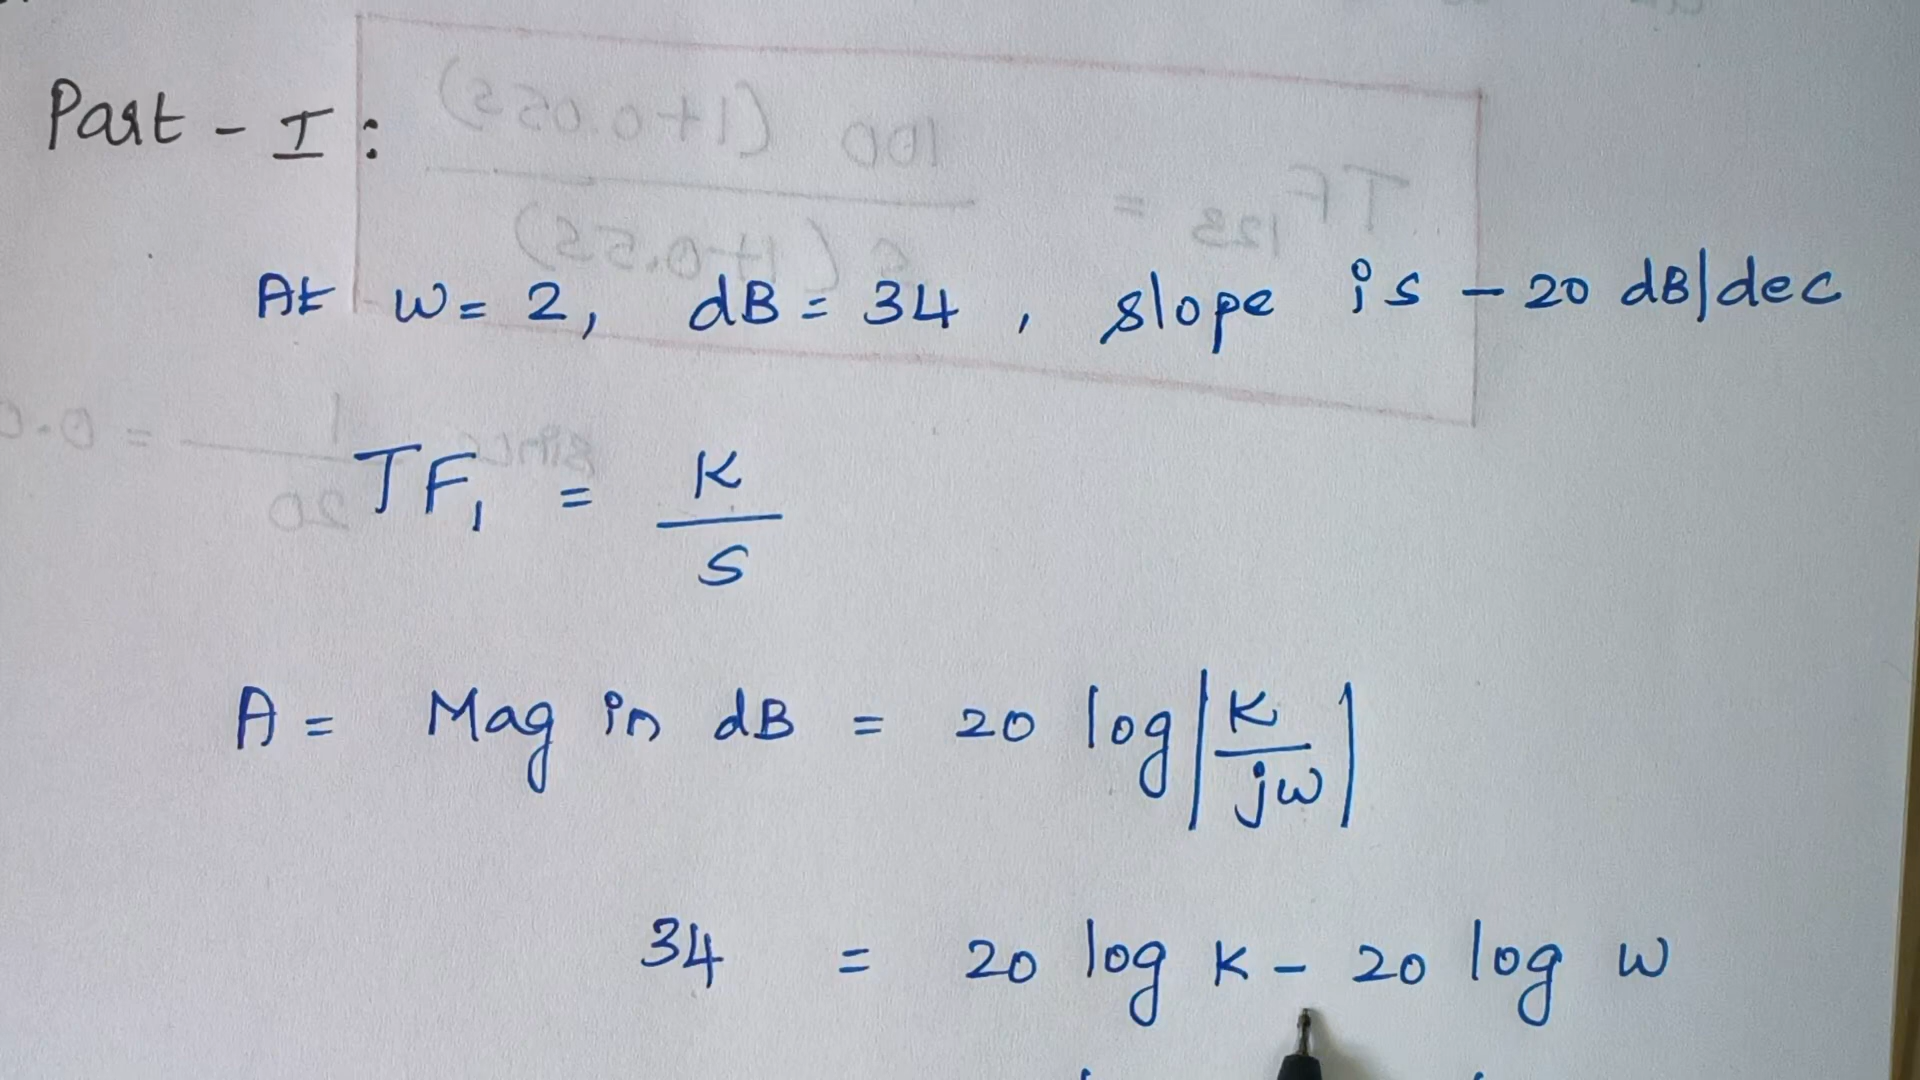 Part - I :
At w = 2, dB = 34, slope is - 20 dB/dec
TF₁ = K/s
A = Mag in dB = 20 log |K/jw|
34 = 20 log K - 20 log w